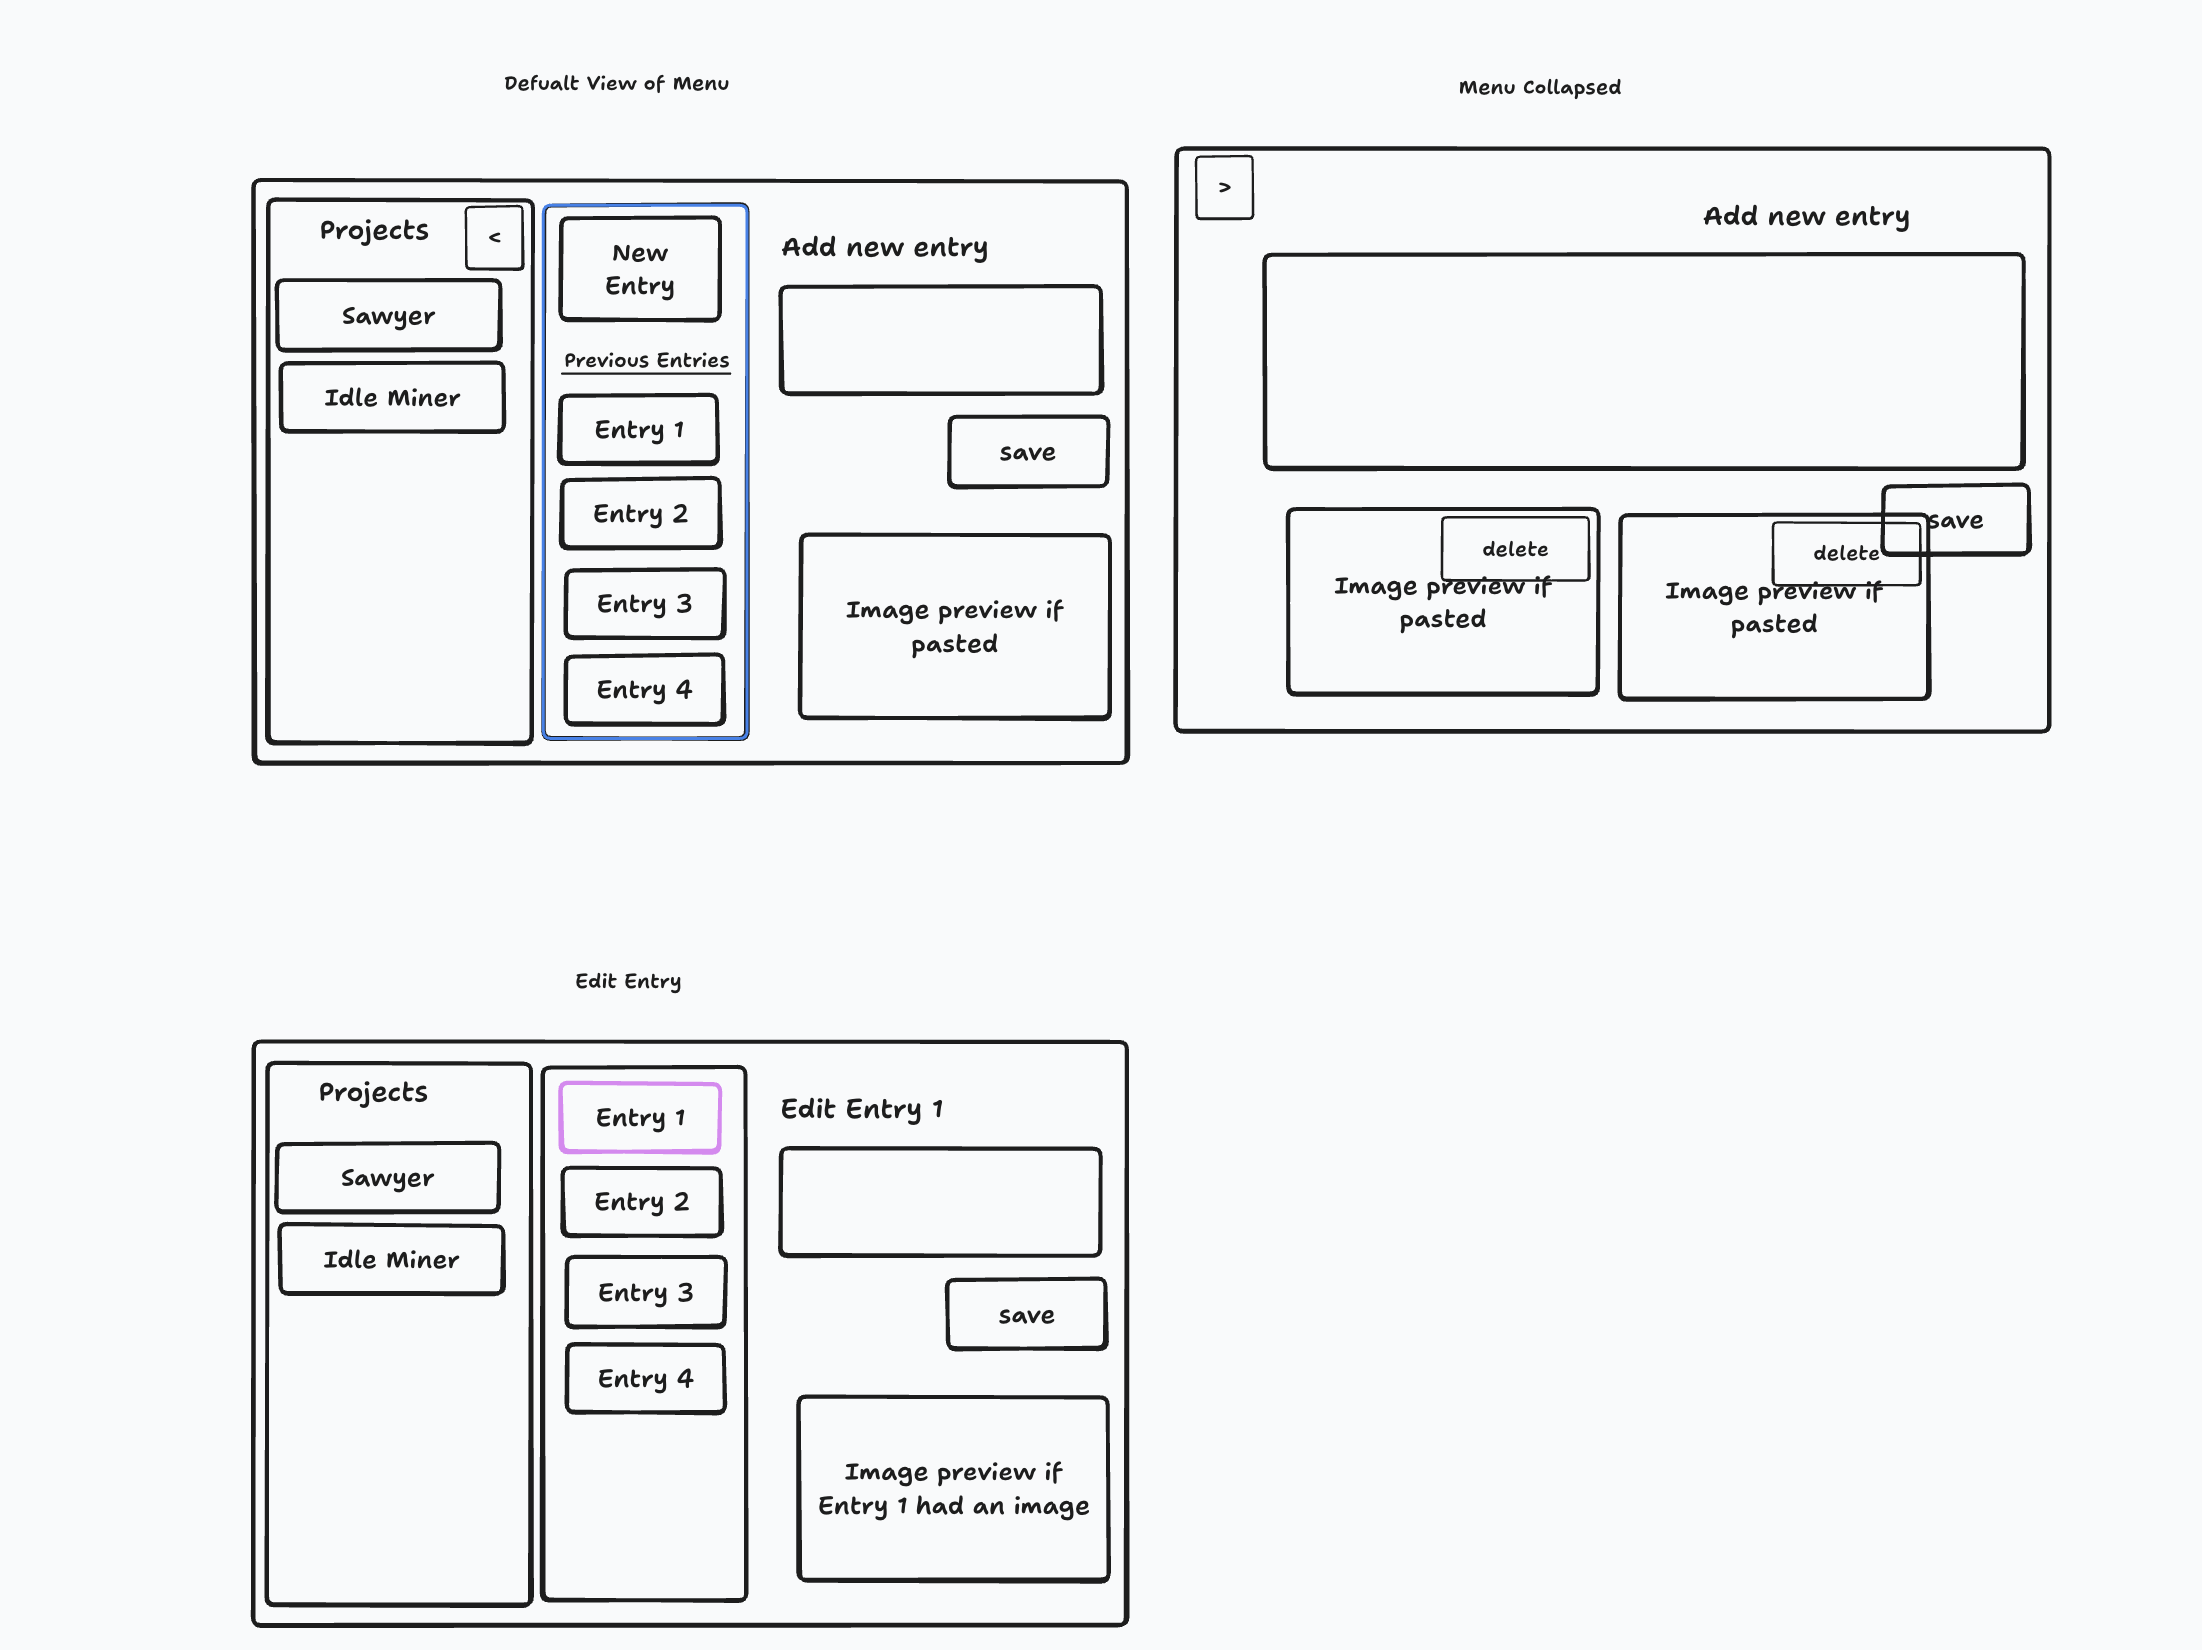 Defualt View of Menu
Projects
<
Sawyer
Idle Miner
New
Entry
Previous Entries
Entry 1
Entry 2
Entry 3
Entry 4
Add new entry
save
Image preview if
pasted
Menu Collapsed
>
Add new entry
save
delete
Image preview if
pasted
delete
Image preview if
pasted
Edit Entry
Projects
Sawyer
Idle Miner
Entry 1
Entry 2
Entry 3
Entry 4
Edit Entry 1
save
Image preview if
Entry 1 had an image